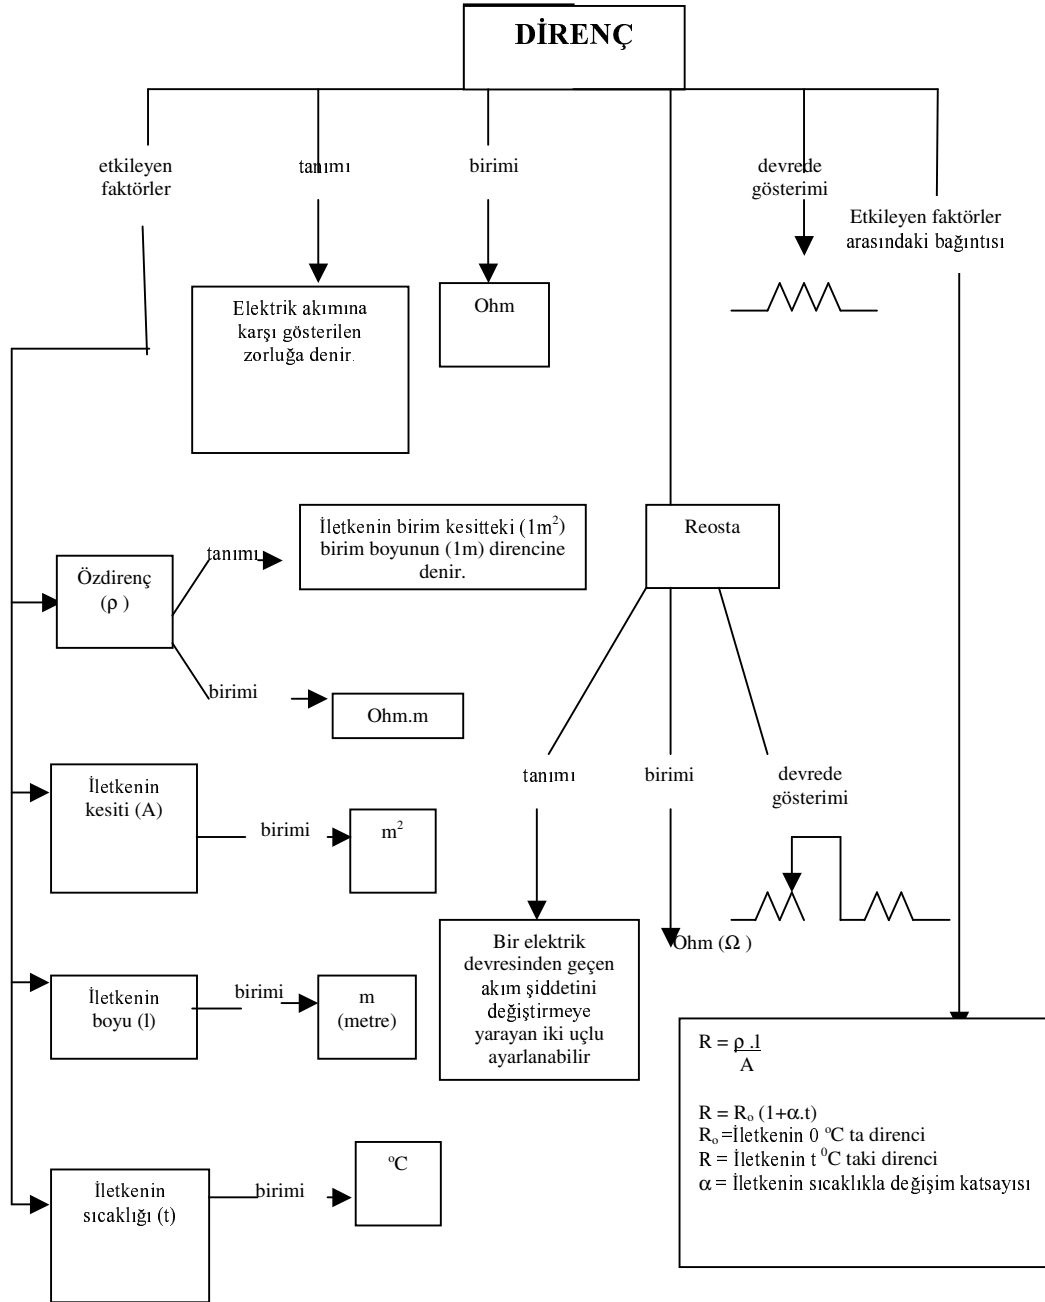 DİRENÇ
etkileyen
faktörler
tanımı
birimi
devrede
gösterimi
Etkileyen faktörler
arasındaki bağıntısı
Elektrik akımına
karşı gösterilen
zorluğa denir.
Ohm
Özdirenç
(ρ )
tanımı
İletkenin birim kesitteki (1m²)
birim boyunun (1m) direncine
denir.
birimi
Ohm.m
Reosta
İletkenin
kesiti (A)
birimi
m²
tanımı
birimi
devrede
gösterimi
Bir elektrik
devresinden geçen
akım şiddetini
değiştirmeye
yarayan iki uçlu
ayarlanabilir
Ohm (Ω )
İletkenin
boyu (l)
birimi
m
(metre)
R = ρ .l
A
R = Rₒ (1+α.t)
Rₒ =İletkenin 0 ºC ta direnci
R = İletkenin t ⁰C taki direnci
α = İletkenin sıcaklıkla değişim katsayısı
İletkenin
sıcaklığı (t)
birimi
ºC